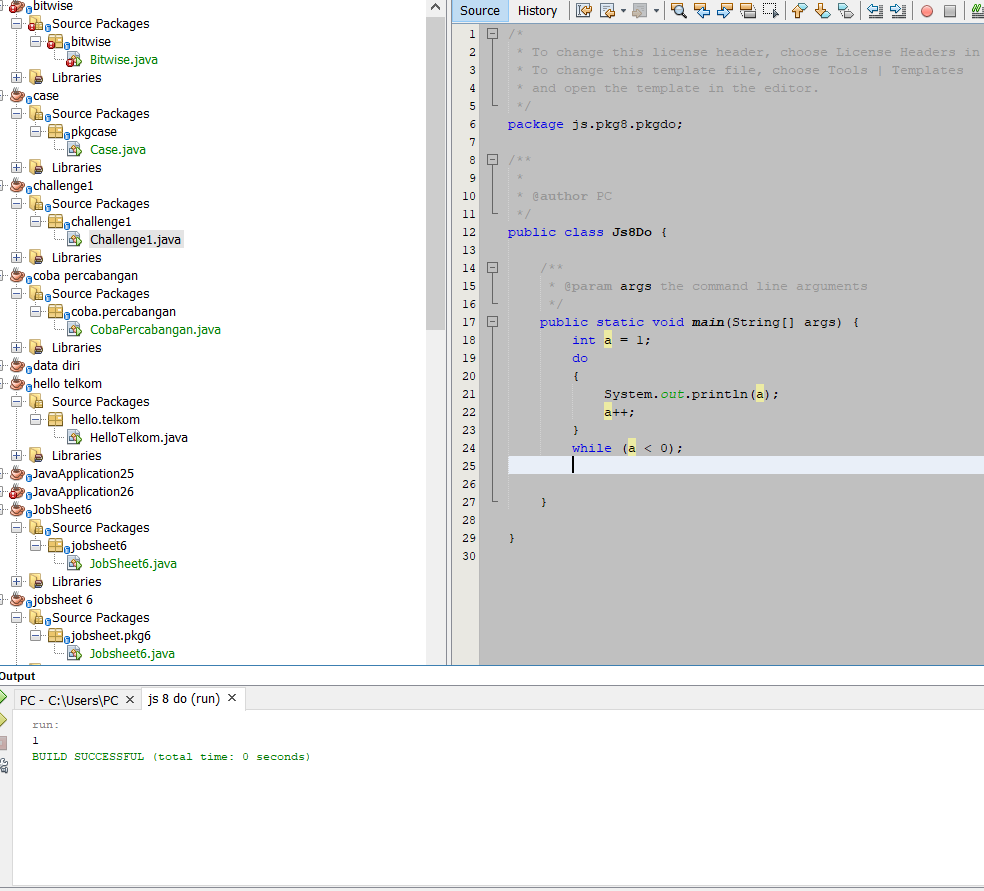 bitwise
Source Packages
bitwise
Bitwise.java
Libraries
case
Source Packages
pkgcase
Case.java
Libraries
challenge1
Source Packages
challenge1
Challenge1.java
Libraries
coba percabangan
Source Packages
coba.percabangan
CobaPercabangan.java
Libraries
data diri
hello telkom
Source Packages
hello.telkom
HelloTelkom.java
Libraries
JavaApplication25
JavaApplication26
JobSheet6
Source Packages
jobsheet6
JobSheet6.java
Libraries
jobsheet 6
Source Packages
jobsheet.pkg6
Jobsheet6.java
Source History
1 /*
2 * To change this license header, choose License Headers in
3 * To change this template file, choose Tools | Templates
4 * and open the template in the editor.
5 */
6 package js.pkg8.pkgdo;
7
8 /**
9 *
10 * @author PC
11 */
12 public class Js8Do {
13
14 /**
15 * @param args the command line arguments
16 */
17 public static void main(String[] args) {
18 int a = 1;
19 do
20 {
21 System.out.println(a);
22 a++;
23 }
24 while (a < 0);
25
26
27 }
28
29 }
30
Output
PC - C:\Users\PC × js 8 do (run) ×
run:
1
BUILD SUCCESSFUL (total time: 0 seconds)